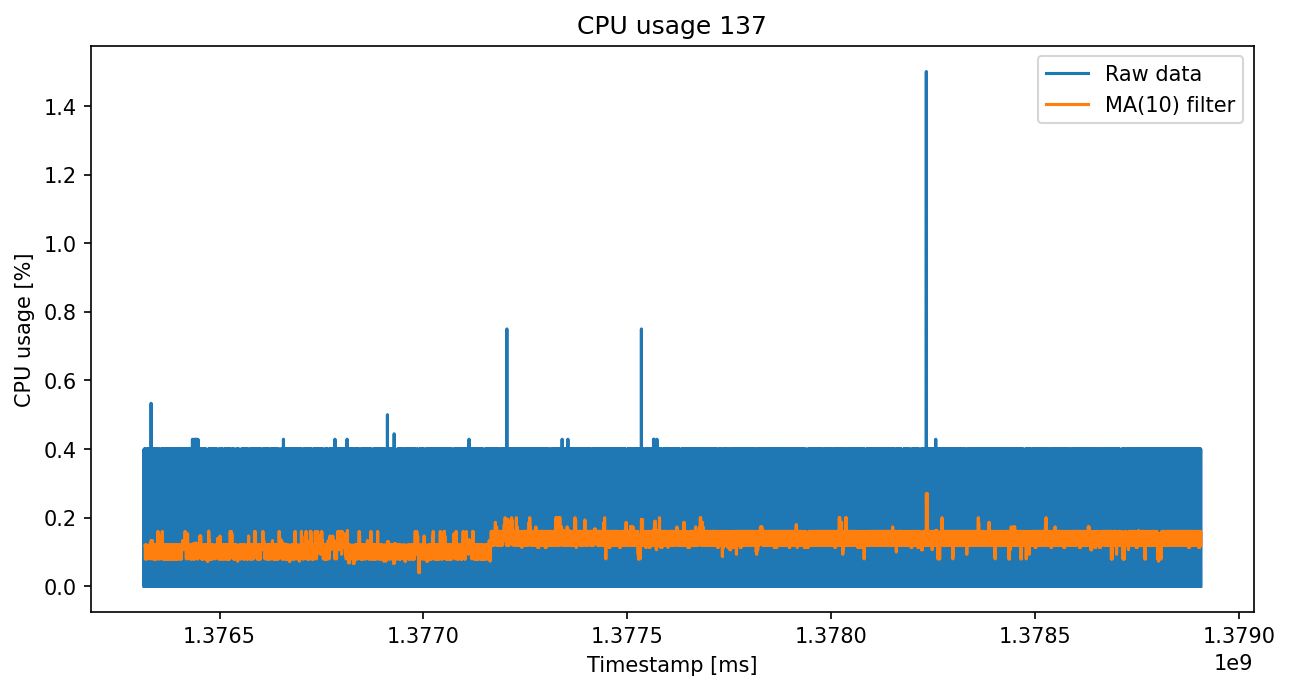 CPU usage 137
Raw data
MA(10) filter
CPU usage [%]
1.4
1.2
1.0
0.8
0.6
0.4
0.2
0.0
1.3765
1.3770
1.3775
1.3780
1.3785
1.3790
1e9
Timestamp [ms]